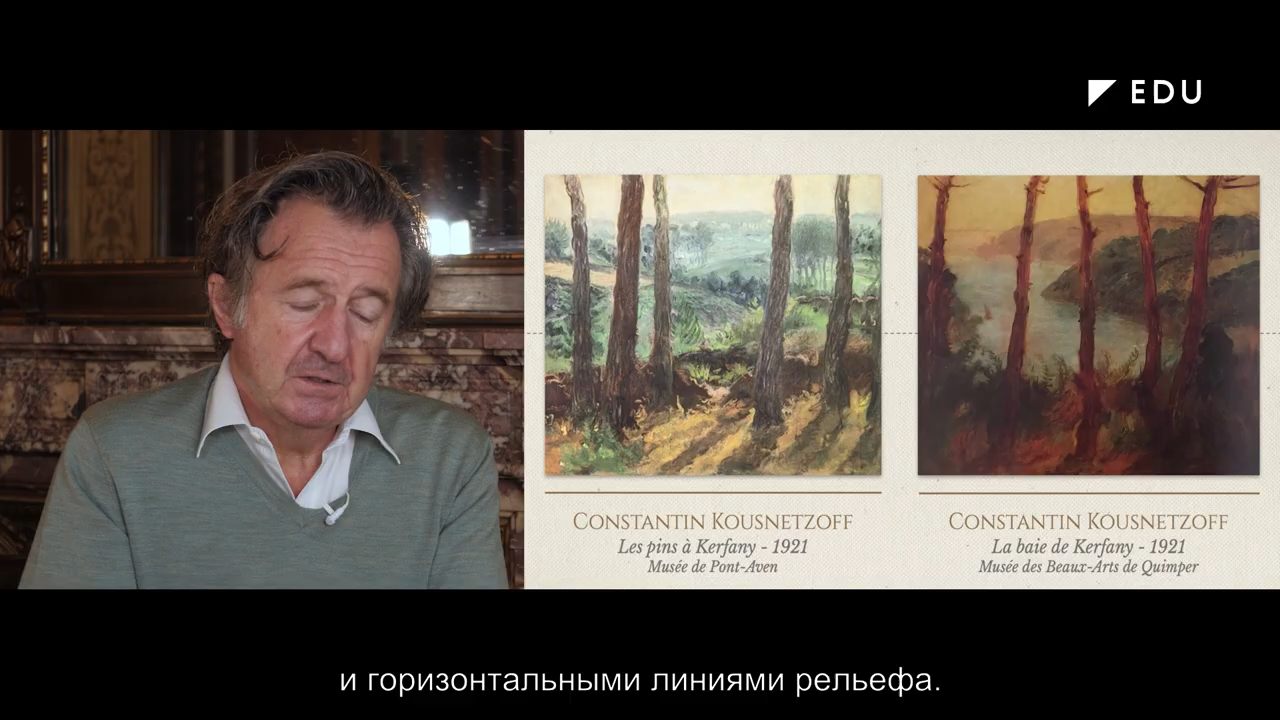 EDU
CONSTANTIN KOUSNETZOFF
Les pins à Kerfany - 1921
Musée de Pont-Aven
CONSTANTIN KOUSNETZOFF
La baie de Kerfany - 1921
Musée des Beaux-Arts de Quimper
и горизонтальными линиями рельефа.